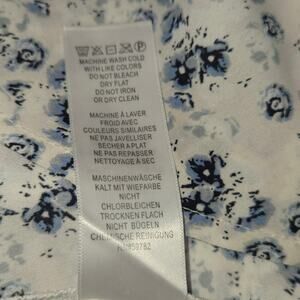 MACHINE WASH COLD
WITH LIKE COLORS
DO NOT BLEACH
DRY FLAT
DO NOT IRON
OR DRY CLEAN
MACHINE À LAVER
FROID AVEC
COULEURS SIMILAIRES
NE PAS JAVELLISER
SÉCHER A PLAT
NE PAS REPASSER
NETTOYAGE À SEC
MASCHINENWÄSCHE
KALT MIT WIEFARBE
NICHT
CHLORBLEICHEN
TROCKNEN FLACH
NICHT BÜGELN
CHEMISCHE REINIGUNG